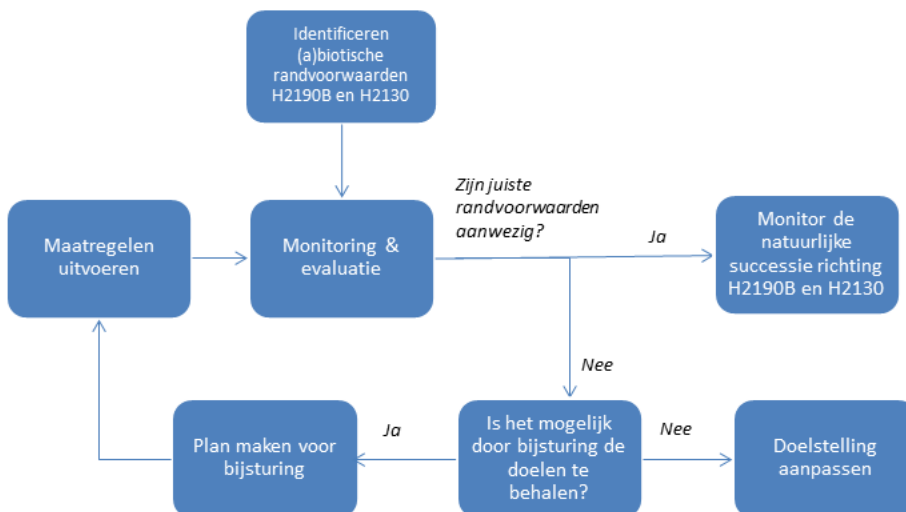 Identificeren
(a)biotische
randvoorwaarden
H2190B en H2130
Zijn juiste
randvoorwaarden
aanwezig?
Ja
Maatregelen
uitvoeren
Monitoring &
evaluatie
Monitor de
natuurlijke
successie richting
H2190B en H2130
Nee
Plan maken voor
bijsturing
Ja
Is het mogelijk
door bijsturing de
doelen te
behalen?
Nee
Doelstelling
aanpassen